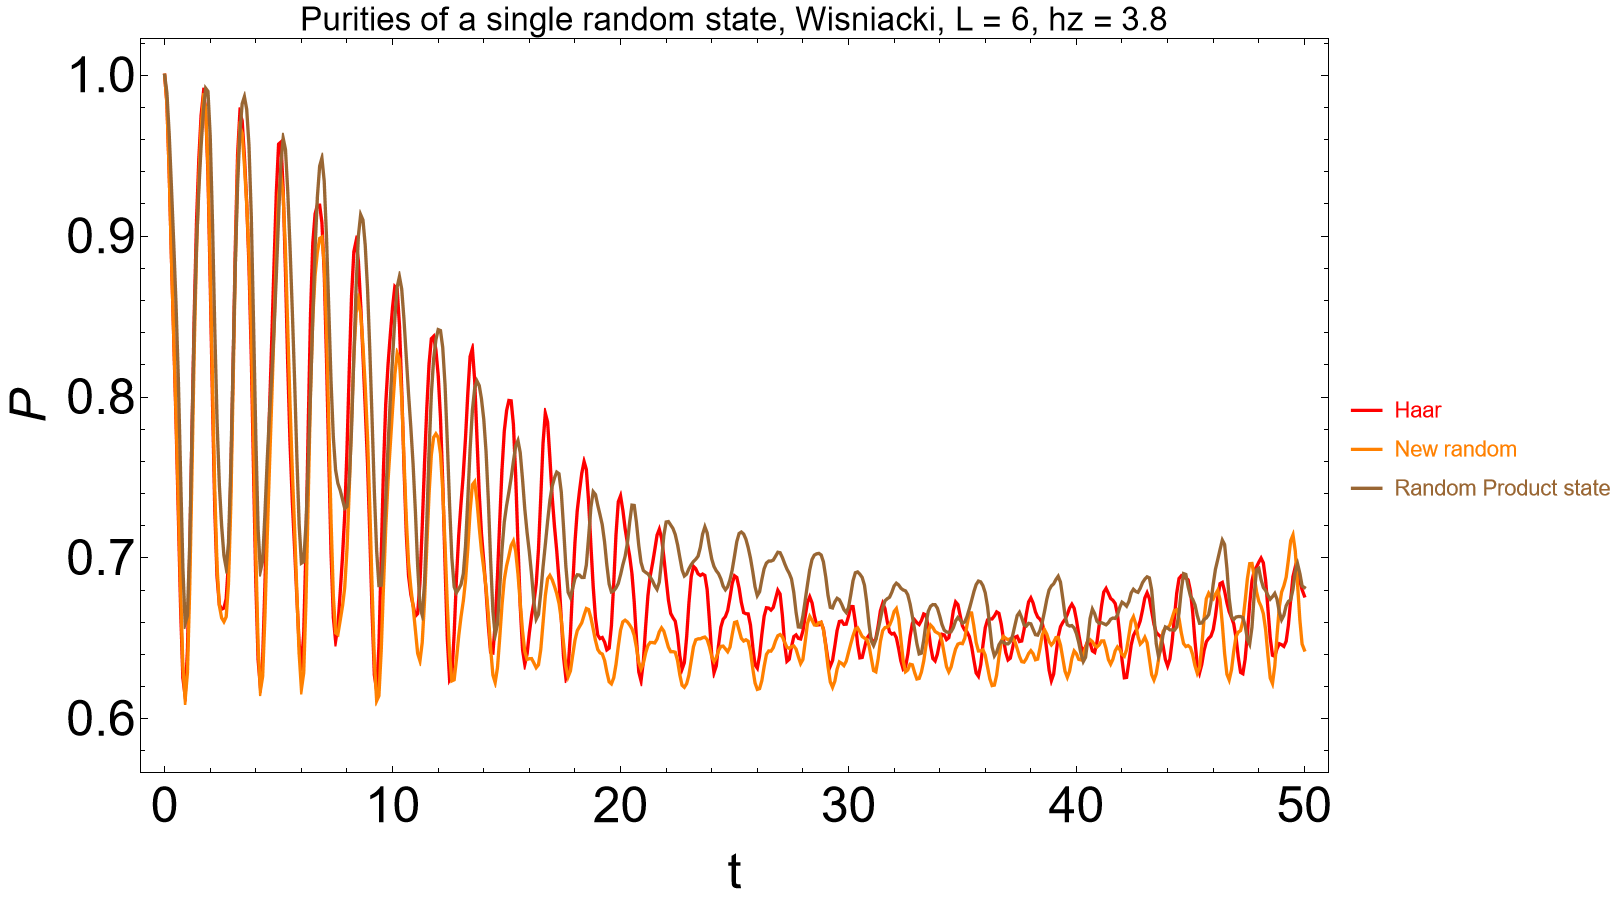 Purities of a single random state, Wisniacki, L = 6, hz = 3.8
1.0
0.9
0.8
0.7
0.6
P
0 10 20 30 40 50
t
Haar
New random
Random Product state